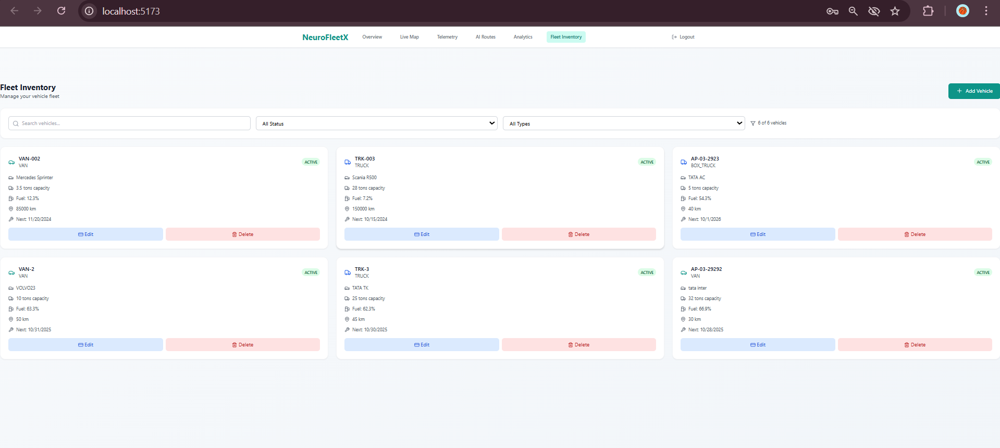 localhost:5173
NeuroFleetX Overview Live Map Telemetry AI Routes Analytics Fleet Inventory Logout
Fleet Inventory
Manage your vehicle fleet
Add Vehicle
Search vehicles...
All Status
All Types
6 of 6 vehicles
VAN-002
VAN
ACTIVE
Mercedes Sprinter
3.5 tons capacity
Fuel: 12.3%
85000 km
Next: 11/20/2024
Edit
Delete
TRK-003
TRUCK
ACTIVE
Scania R500
28 tons capacity
Fuel: 7.2%
150000 km
Next: 10/15/2024
Edit
Delete
AP-03-2923
BOX_TRUCK
ACTIVE
TATA AC
5 tons capacity
Fuel: 54.3%
40 km
Next: 10/1/2026
Edit
Delete
VAN-2
VAN
ACTIVE
VOLVO23
10 tons capacity
Fuel: 63.3%
50 km
Next: 10/31/2025
Edit
Delete
TRK-3
TRUCK
ACTIVE
TATA TK
25 tons capacity
Fuel: 62.3%
45 km
Next: 10/30/2025
Edit
Delete
AP-03-29292
VAN
ACTIVE
tata inter
32 tons capacity
Fuel: 66.9%
30 km
Next: 10/28/2025
Edit
Delete